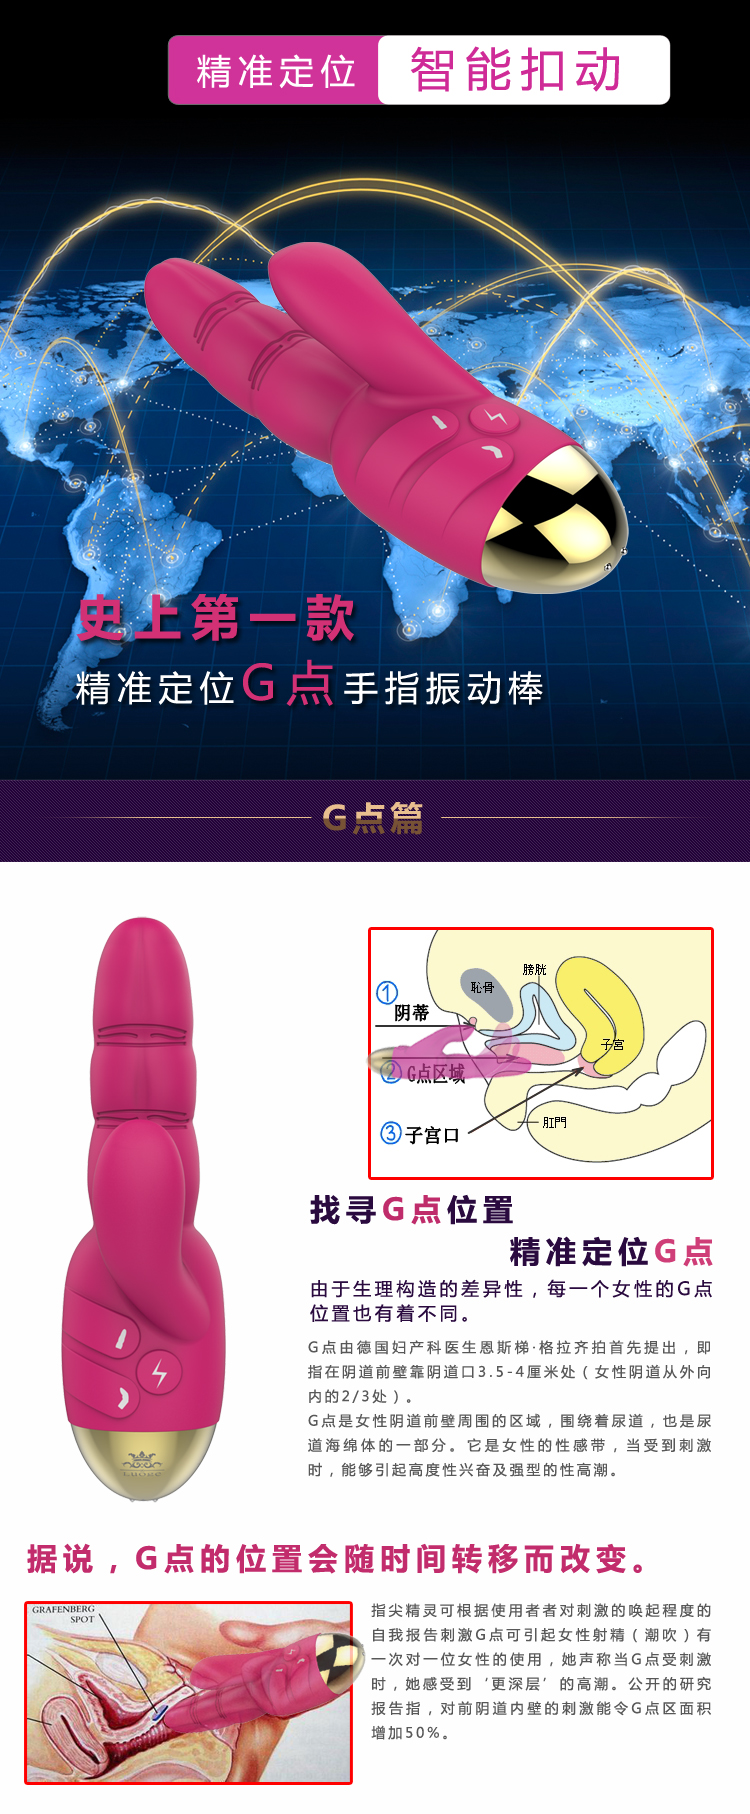 精准定位 智能扣动
史上第一款
精准定位G点手指振动棒
G点篇
①
阴蒂
恥骨
膀胱
子宮
②G点区域
③子宫口
肛門
找寻G点位置
精准定位G点
由于生理构造的差异性，每一个女性的G点
位置也有着不同。
G点由德国妇产科医生恩斯梯·格拉齐拍首先提出，即
指在阴道前壁靠阴道口3.5-4厘米处（女性阴道从外向
内的2/3处）。
G点是女性阴道前壁周围的区域，围绕着尿道，也是尿
道海绵体的一部分。它是女性的性感带，当受到刺激
时，能够引起高度性兴奋及强型的性高潮。
据说，G点的位置会随时间转移而改变。
GRAFENBERG
SPOT
指尖精灵可根据使用者者对刺激的唤起程度的
自我报告刺激G点可引起女性射精（潮吹）有
一次对一位女性的使用，她声称当G点受刺激
时，她感受到‘更深层’的高潮。公开的研究
报告指，对前阴道内壁的刺激能令G点区面积
增加50%。